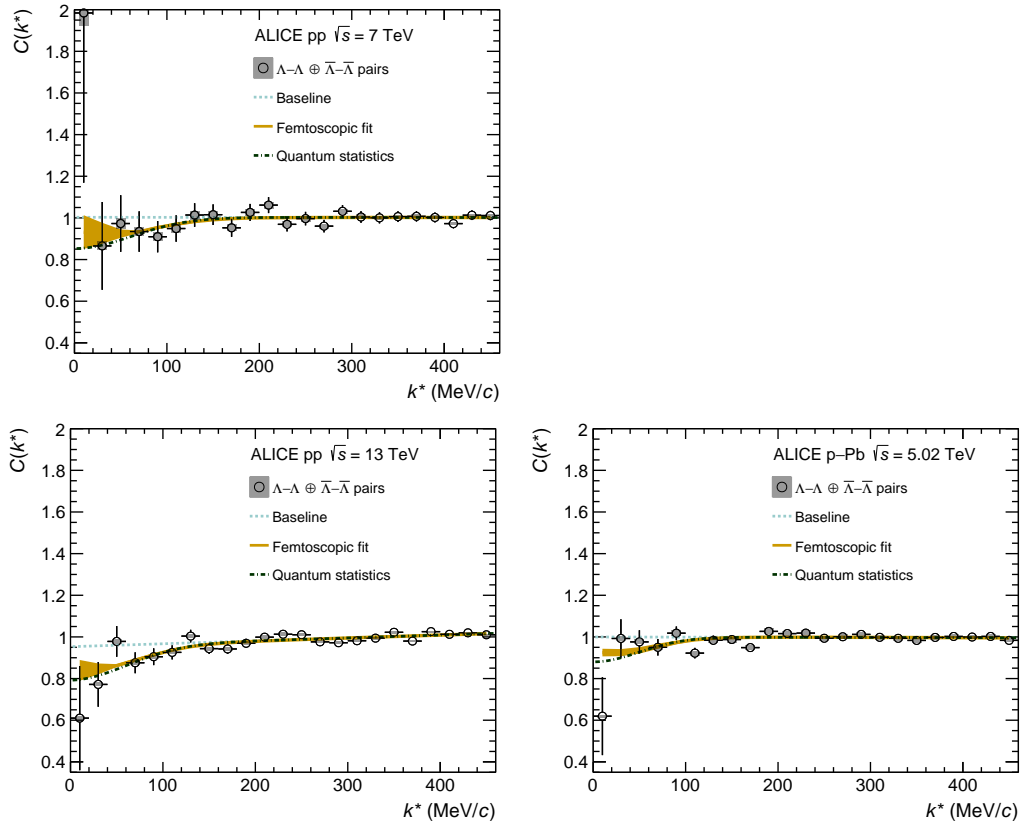 C(k*)
2
1.8
1.6
1.4
1.2
1
0.8
0.6
0.4
ALICE pp √s = 7 TeV
Λ–Λ ⊕ Λ̅–Λ̅ pairs
Baseline
Femtoscopic fit
Quantum statistics
0 100 200 300 400
k* (MeV/c)
C(k*)
2
1.8
1.6
1.4
1.2
1
0.8
0.6
0.4
ALICE pp √s = 13 TeV
Λ–Λ ⊕ Λ̅–Λ̅ pairs
Baseline
Femtoscopic fit
Quantum statistics
0 100 200 300 400
k* (MeV/c)
C(k*)
2
1.8
1.6
1.4
1.2
1
0.8
0.6
0.4
ALICE p–Pb √s = 5.02 TeV
Λ–Λ ⊕ Λ̅–Λ̅ pairs
Baseline
Femtoscopic fit
Quantum statistics
0 100 200 300 400
k* (MeV/c)